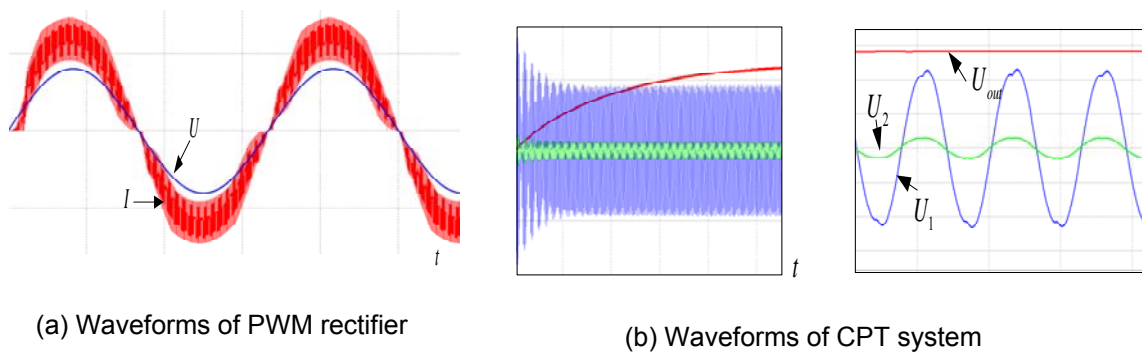 U
I
t
t
U_out
U_2
U_1
(a) Waveforms of PWM rectifier
(b) Waveforms of CPT system